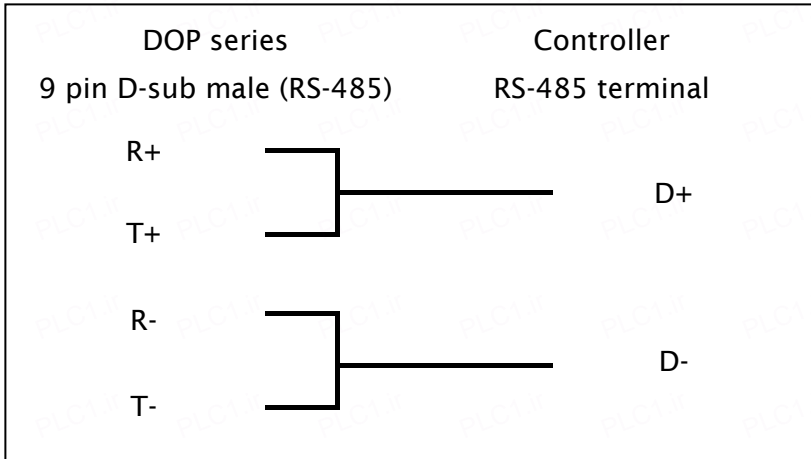 DOP series Controller
9 pin D-sub male (RS-485) RS-485 terminal
R+
D+
T+
R-
D-
T-